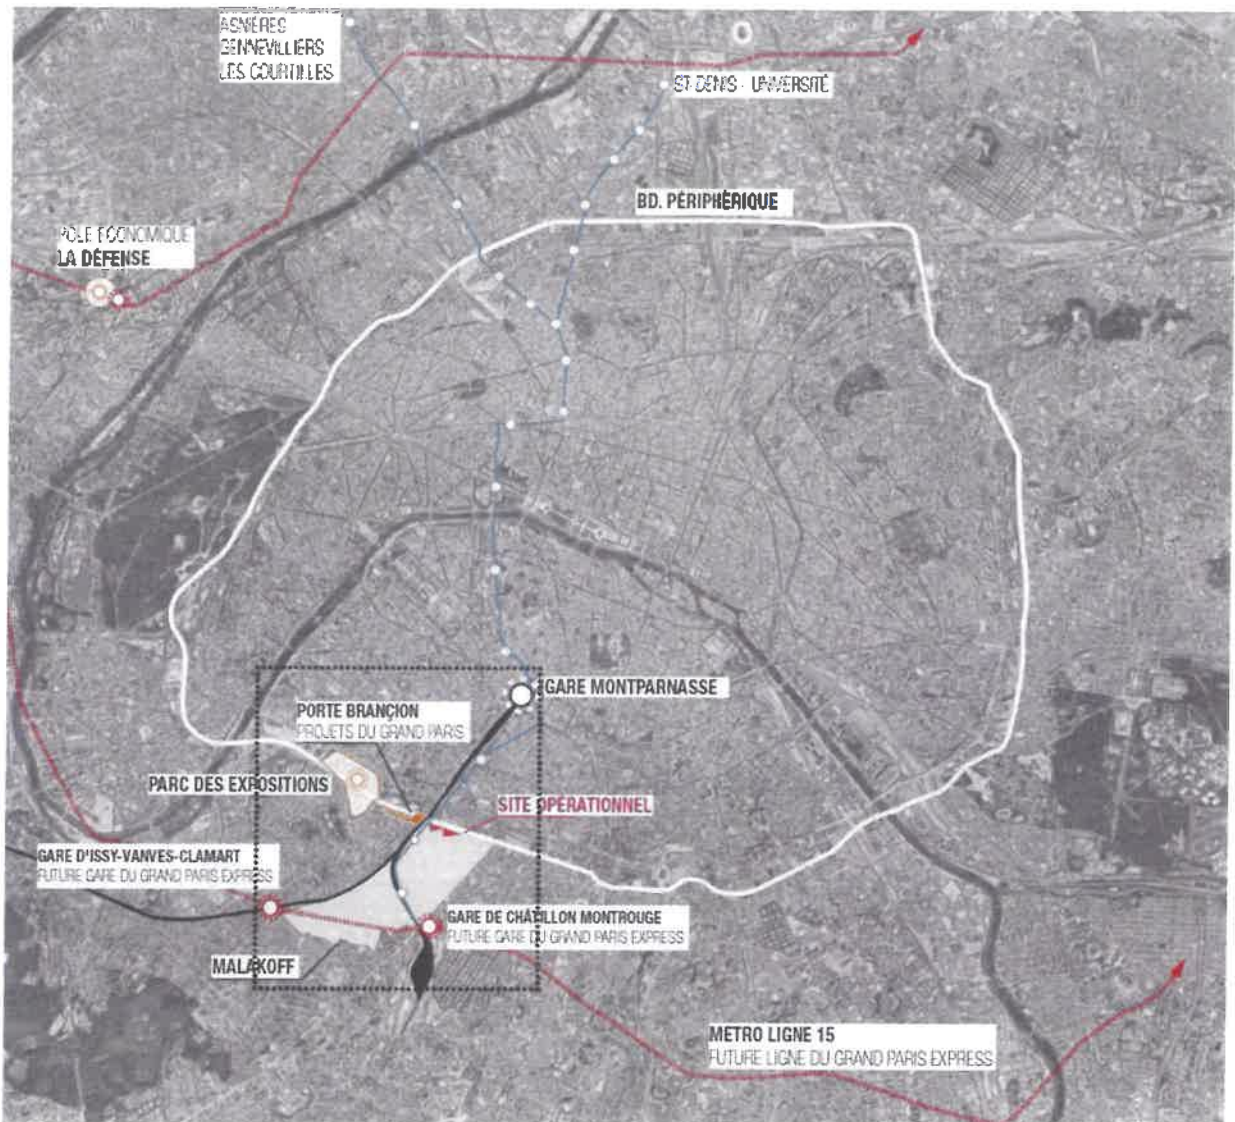 ASNIÈRES
GENNEVILLIERS
LES COURTILLES
ST-DENIS - UNIVERSITÉ
BD. PÉRIPHÉRIQUE
PÔLE ÉCONOMIQUE
LA DÉFENSE
GARE MONTPARNASSE
PORTE BRANÇION
PROJETS DU GRAND PARIS
PARC DES EXPOSITIONS
SITE OPÉRATIONNEL
GARE D'ISSY-VANVES-CLAMART
FUTURE GARE DU GRAND PARIS EXPRESS
GARE DE CHÂTILLON MONTROUGE
FUTURE GARE DU GRAND PARIS EXPRESS
MALAKOFF
METRO LIGNE 15
FUTURE LIGNE DU GRAND PARIS EXPRESS